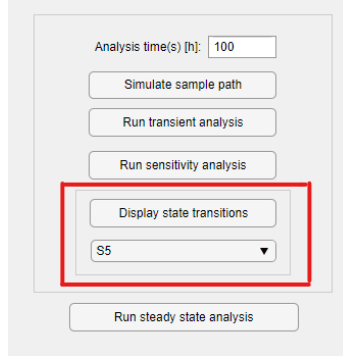 Analysis time(s) [h]: 100
Simulate sample path
Run transient analysis
Run sensitivity analysis
Display state transitions
S5
Run steady state analysis